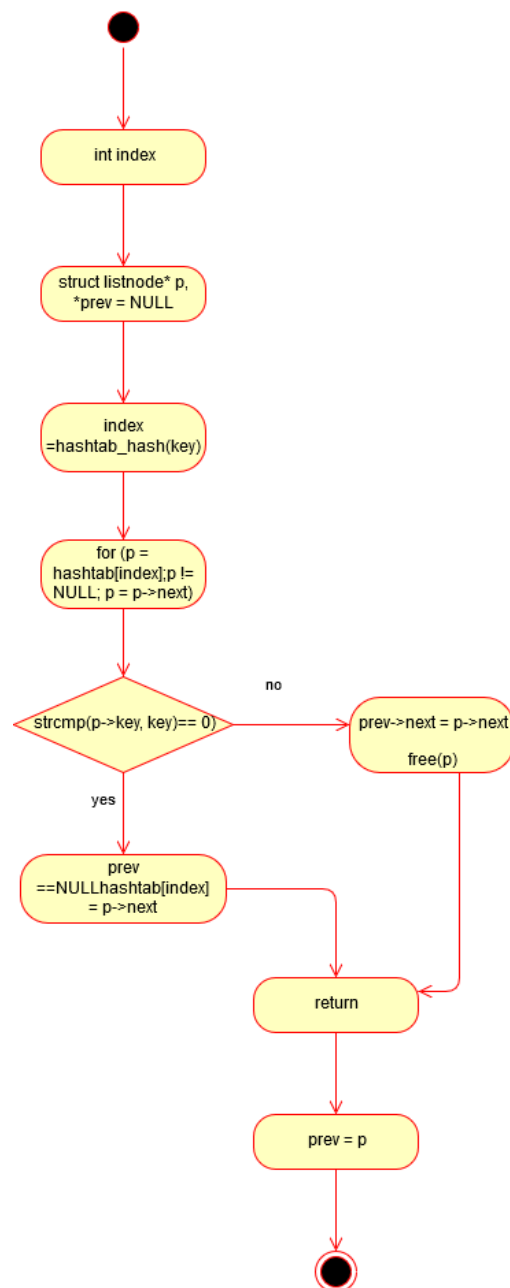 int index
struct listnode* p,
*prev = NULL
index
=hashtab_hash(key)
for (p =
hashtab[index];p !=
NULL; p = p->next)
no
strcmp(p->key, key)== 0)
prev->next = p->next
free(p)
yes
prev
==NULLhashtab[index]
= p->next
return
prev = p